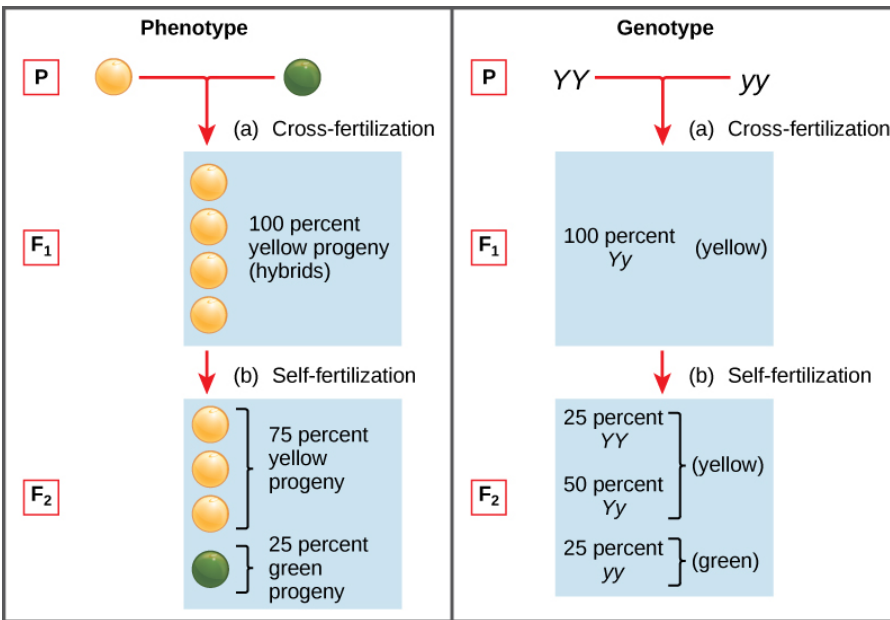 Phenotype
P
(a) Cross-fertilization
F1
100 percent
yellow progeny
(hybrids)
(b) Self-fertilization
F2
75 percent
yellow
progeny
25 percent
green
progeny
Genotype
P
YY
yy
(a) Cross-fertilization
F1
100 percent
Yy
(yellow)
(b) Self-fertilization
F2
25 percent
YY
50 percent
Yy
(yellow)
25 percent
yy
(green)